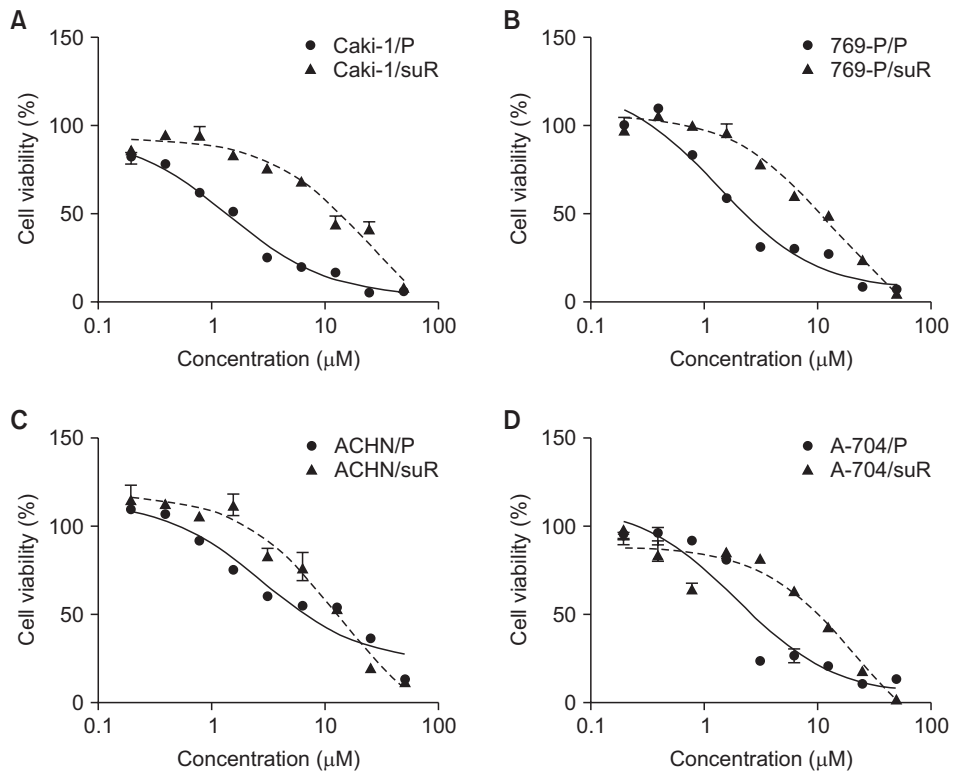 A
150
100
50
0
Cell viability (%)
0.1 1 10 100
Concentration (μM)
Caki-1/P
Caki-1/suR
B
150
100
50
0
Cell viability (%)
0.1 1 10 100
Concentration (μM)
769-P/P
769-P/suR
C
150
100
50
0
Cell viability (%)
0.1 1 10 100
Concentration (μM)
ACHN/P
ACHN/suR
D
150
100
50
0
Cell viability (%)
0.1 1 10 100
Concentration (μM)
A-704/P
A-704/suR